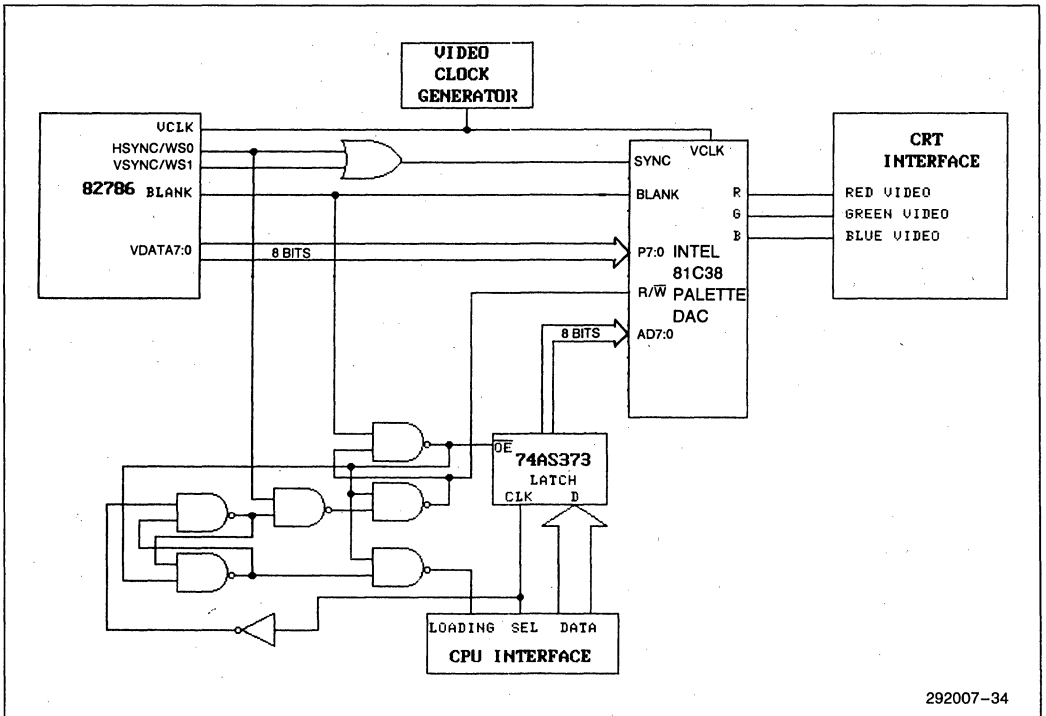 VIDEO
CLOCK
GENERATOR
VCLK
HSYNC/WS0
VSYNC/WS1
82786 BLANK
VDATA7:0
8 BITS
VCLK
SYNC
BLANK
P7:0
R/W̅
AD7:0
R
G
B
INTEL
81C38
PALETTE
DAC
8 BITS
CRT
INTERFACE
RED VIDEO
GREEN VIDEO
BLUE VIDEO
O̅E̅
74AS373
LATCH
CLK D
LOADING SEL DATA
CPU INTERFACE
292007-34